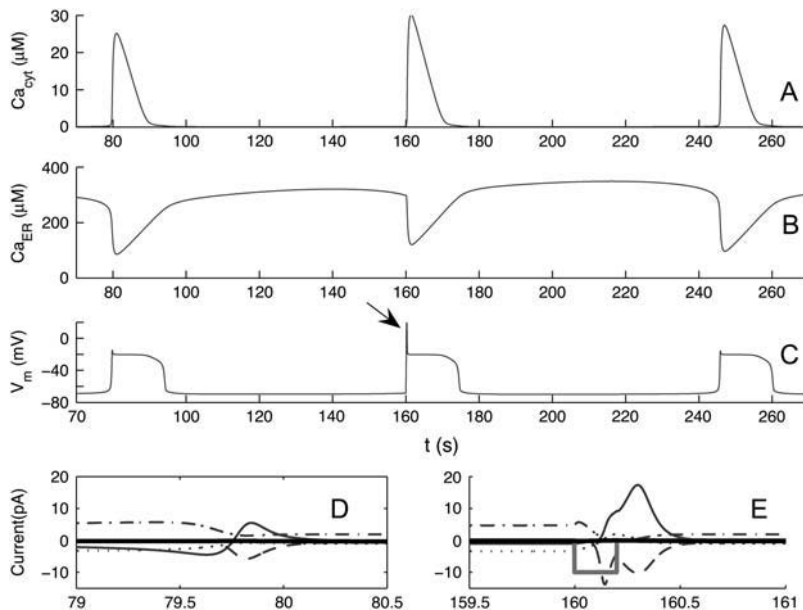 30
20
10
0
Ca_cyt (μM)
A
80 100 120 140 160 180 200 220 240 260
400
200
0
Ca_ER (μM)
B
80 100 120 140 160 180 200 220 240 260
0
−40
−80
V_m (mV)
C
70 80 100 120 140 160 180 200 220 240 260
t (s)
20
10
0
−10
Current(pA)
D
79 79.5 80 80.5
20
10
0
−10
E
159.5 160 160.5 161